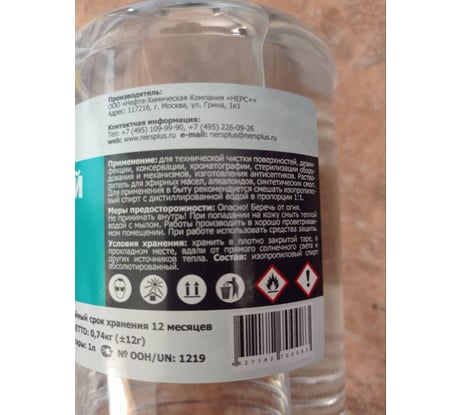 Производитель:
ООО «Нефте-Химическая Компания «НЕРС+»
Адрес: 117216, г. Москва, ул. Грина, 1к1
Контактная информация:
Тел: +7 (495) 109-99-90, +7 (495) 226-09-26
web: www.nersplus.ru e-mail: ners@nersplus.ru
Применение: для технической чистки поверхностей, дезин-
фекции, консервации, хроматографии, стерилизации обору-
дования и механизмов, изготовления антисептиков. Раство-
ритель для эфирных масел, алкалоидов, синтетических смол.
Для применения в быту рекомендуется смешать изопропило-
вый спирт с дистиллированной водой в пропорции 1:1.
Меры предосторожности: Опасно! Беречь от огня.
Не принимать внутрь! При попадании на кожу смыть теплой
водой с мылом. Работы производить в хорошо проветривае-
мом помещении. При работе использовать средства защиты.
Условия хранения: хранить в плотно закрытой таре, в
прохладном месте, вдали от прямого солнечного света и
других источников тепла. Состав: изопропиловый спирт
абсолютированный.
Й
йный срок хранения 12 месяцев
ЕТТО: 0,74кг (±12г)
ары: 1л № ООН/UN: 1219